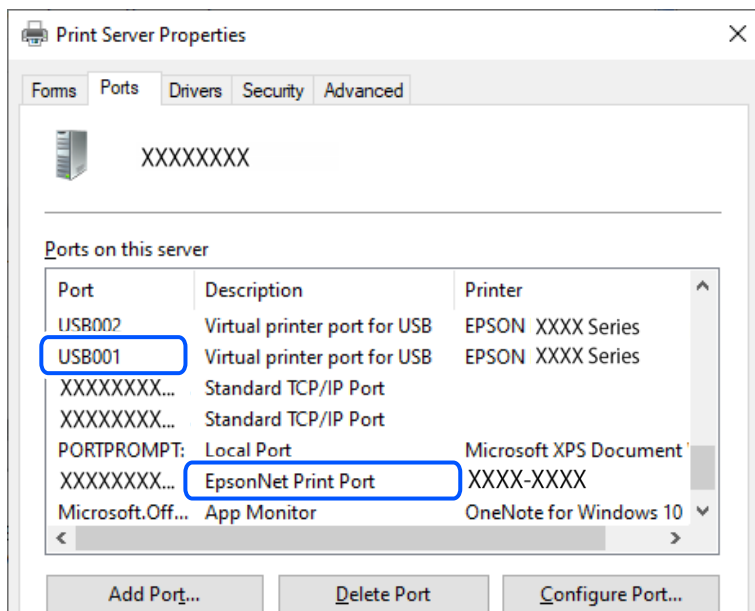 Print Server Properties
Forms Ports Drivers Security Advanced
XXXXXXXX
Ports on this server
Port Description Printer
USB002 Virtual printer port for USB EPSON XXXX Series
USB001 Virtual printer port for USB EPSON XXXX Series
XXXXXXXX... Standard TCP/IP Port
XXXXXXXX... Standard TCP/IP Port
PORTPROMPT: Local Port Microsoft XPS Document
XXXXXXXX... EpsonNet Print Port XXXX-XXXX
Microsoft.Off... App Monitor OneNote for Windows 10
Add Port... Delete Port Configure Port...